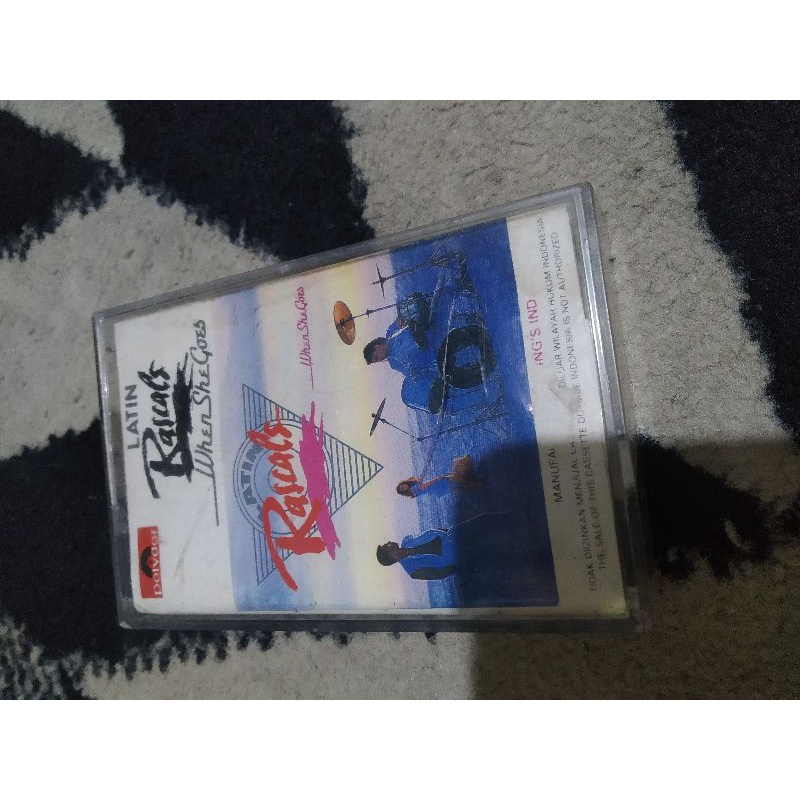 LATIN
Rascals
When She Goes
polydor
LATIN
Rascals
When She Goes
ING'S IND
MANUFA
DILUAR WILAYAH HUKUM INDONESIA
TIDAK DIIZINKAN MENJUAL
THE SALE OF THIS CASSETTE INDONESIA IS NOT AUTHORIZED